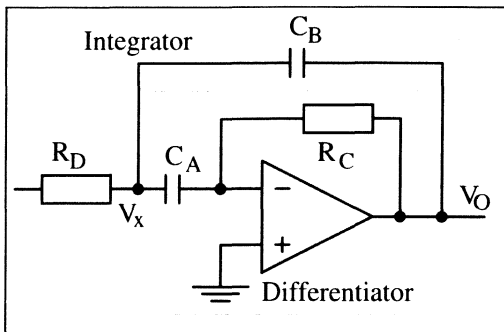 Integrator
C_B
R_D
C_A
R_C
V_X
−
+
V_O
Differentiator